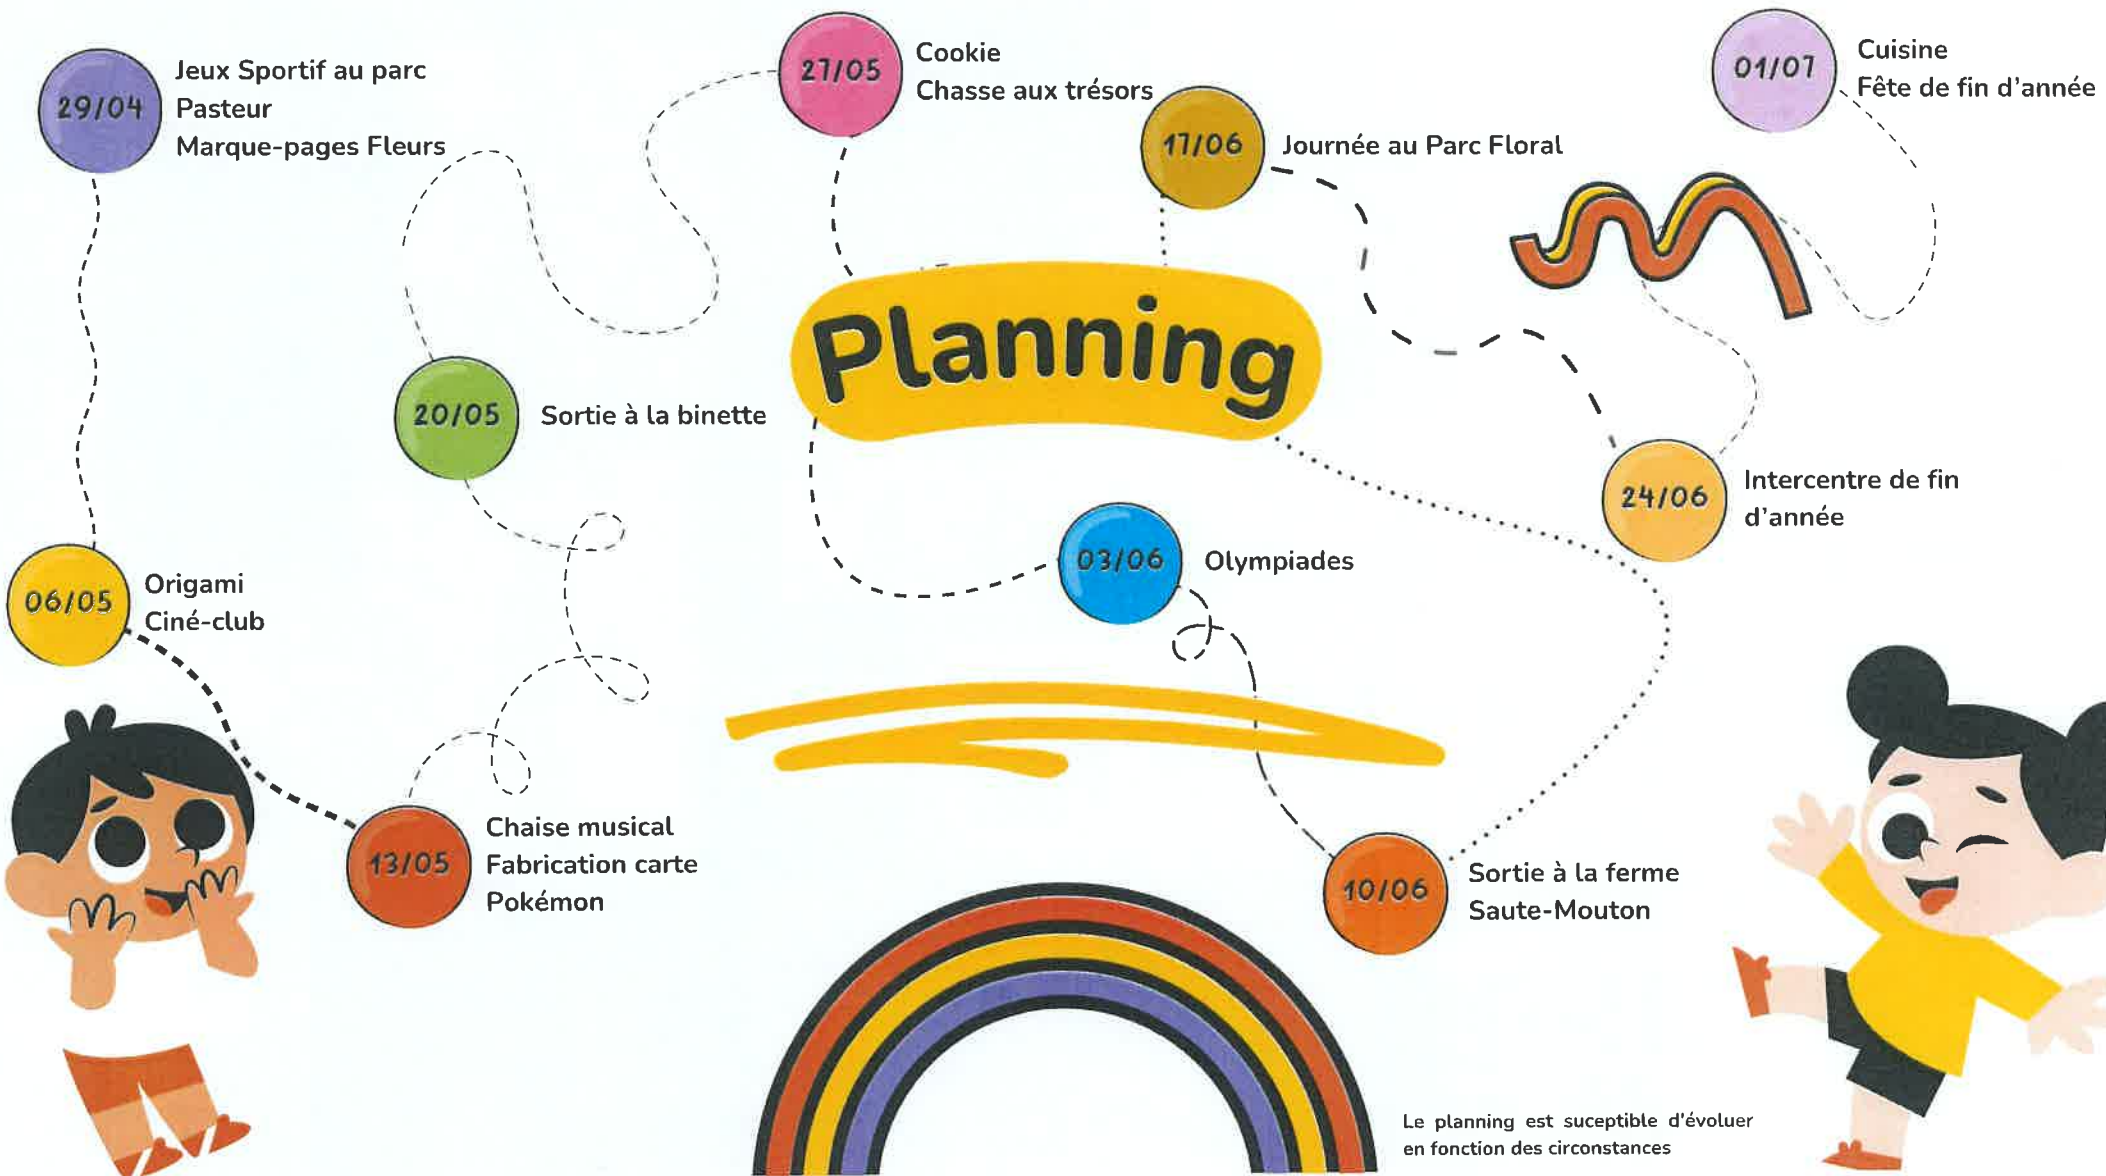 29/04
Jeux Sportif au parc
Pasteur
Marque-pages Fleurs
06/05
Origami
Ciné-club
13/05
Chaise musical
Fabrication carte
Pokémon
20/05
Sortie à la binette
27/05
Cookie
Chasse aux trésors
Planning
03/06
Olympiades
10/06
Sortie à la ferme
Saute-Mouton
17/06
Journée au Parc Floral
24/06
Intercentre de fin
d'année
01/07
Cuisine
Fête de fin d'année
Le planning est suceptible d'évoluer
en fonction des circonstances